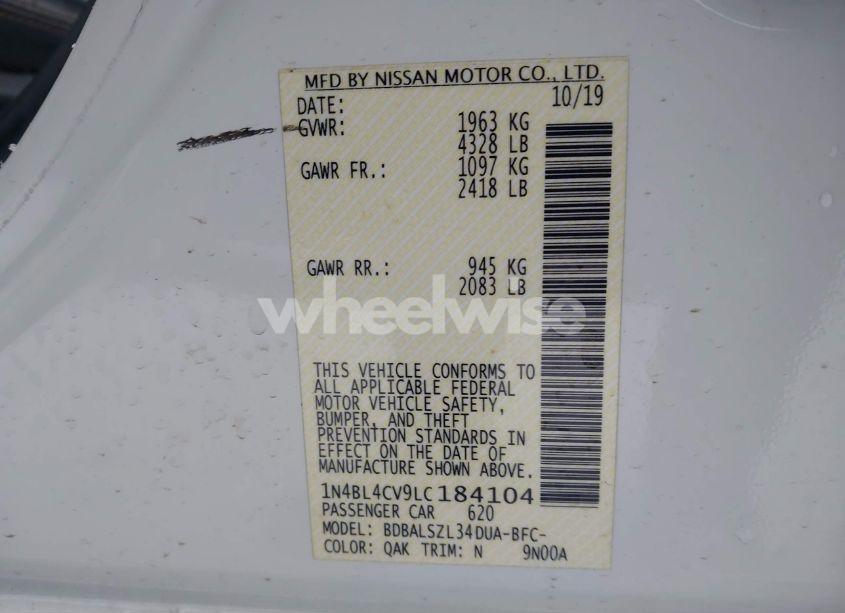 MFD BY NISSAN MOTOR CO., LTD.
DATE: 10/19
GVWR: 1963 KG
4328 LB
GAWR FR.: 1097 KG
2418 LB
GAWR RR.: 945 KG
2083 LB
wheelwise
THIS VEHICLE CONFORMS TO
ALL APPLICABLE FEDERAL
MOTOR VEHICLE SAFETY,
BUMPER, AND THEFT
PREVENTION STANDARDS IN
EFFECT ON THE DATE OF
MANUFACTURE SHOWN ABOVE.
1N4BL4CV9LC184104
PASSENGER CAR 620
MODEL: BDBALSZL34DUA-BFC-
COLOR: QAK TRIM: N 9N00A